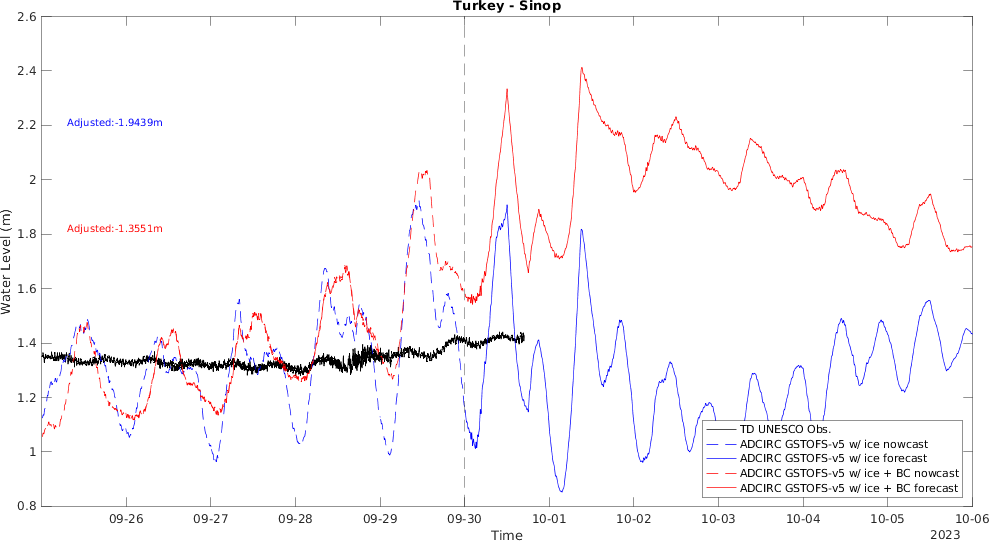 Turkey - Sinop
2.6
2.4
2.2
2
1.8
1.6
1.4
1.2
1
0.8
Water Level (m)
Adjusted:-1.9439m
Adjusted:-1.3551m
TD UNESCO Obs.
ADCIRC GSTOFS-v5 w/ ice nowcast
ADCIRC GSTOFS-v5 w/ ice forecast
ADCIRC GSTOFS-v5 w/ ice + BC nowcast
ADCIRC GSTOFS-v5 w/ ice + BC forecast
09-26 09-27 09-28 09-29 09-30 10-01 10-02 10-03 10-04 10-05 10-06
Time
2023